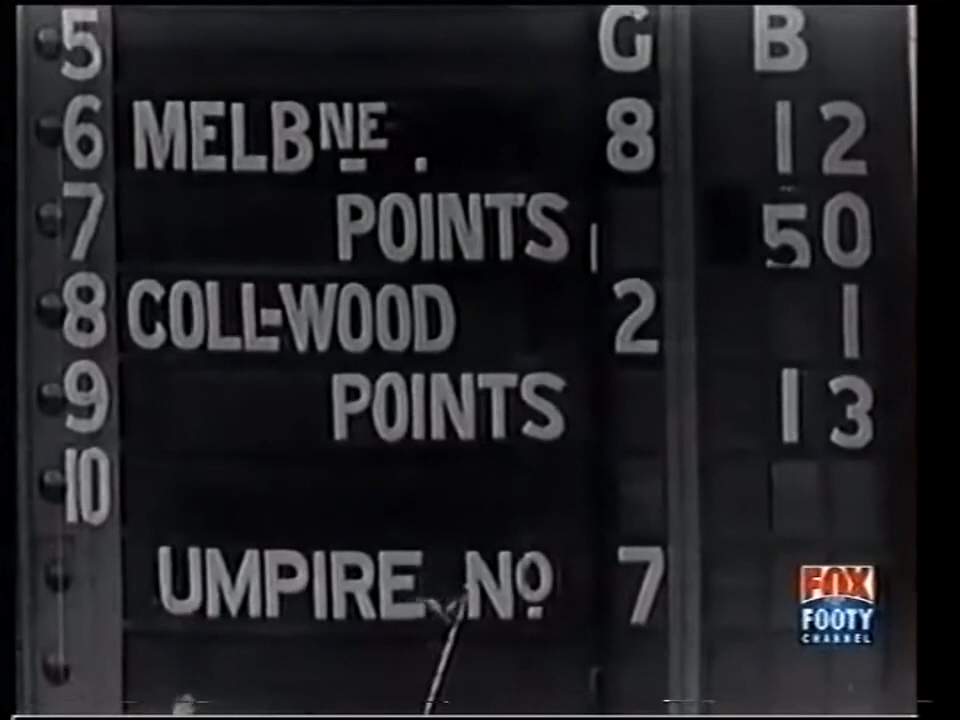 5 G B
6 MELBNE. 8 12
7 POINTS 50
8 COLL-WOOD 2 1
9 POINTS 13
10
UMPIRE Nº 7
FOX
FOOTY
CHANNEL